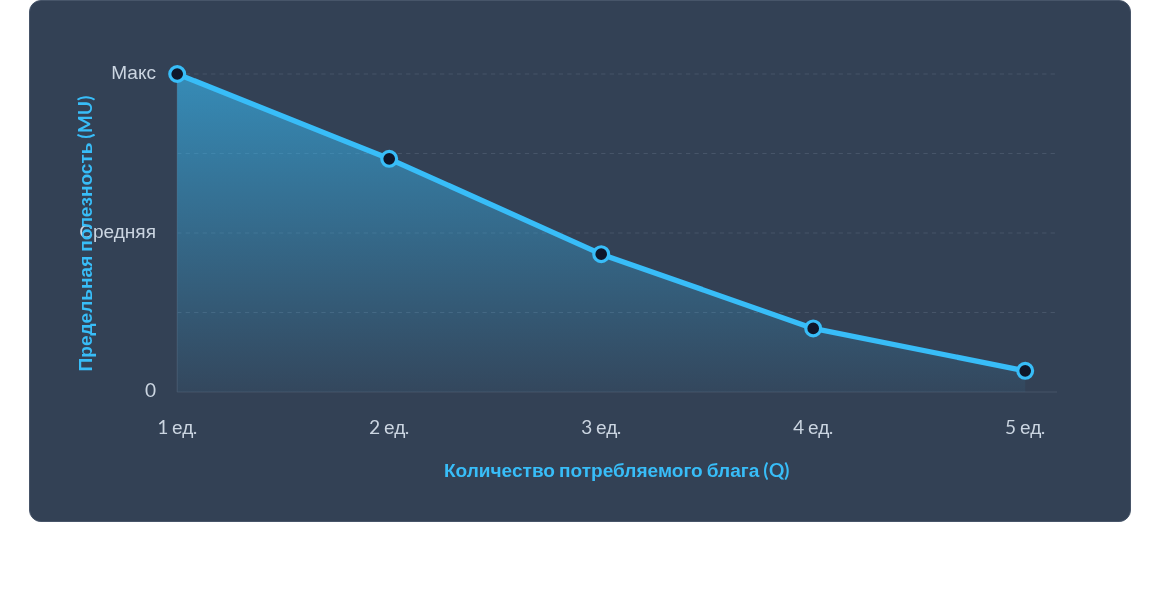 Макс
Предельная полезность (MU)
Средняя
0
1 ед.
2 ед.
3 ед.
4 ед.
5 ед.
Количество потребляемого блага (Q)